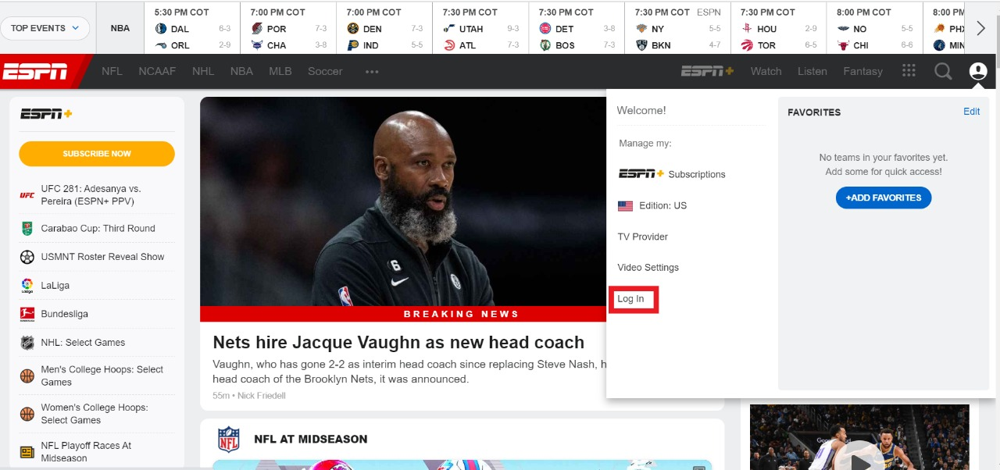 TOP EVENTS
NBA
5:30 PM COT
DAL 6-3
ORL 2-9
7:00 PM COT
POR 7-3
CHA 3-8
7:00 PM COT
DEN 7-3
IND 5-5
7:30 PM COT
UTAH 9-3
ATL 7-3
7:30 PM COT
DET 3-8
BOS 7-3
7:30 PM COT ESPN
NY 5-5
BKN 4-7
7:30 PM COT
HOU 2-9
TOR 6-5
8:00 PM COT
NO 5-5
CHI 6-6
8:00 PM
PHX
MIN
ESPN NFL NCAAF NHL NBA MLB Soccer ••• ESPN+ Watch Listen Fantasy
ESPN+
SUBSCRIBE NOW
UFC
UFC 281: Adesanya vs.
Pereira (ESPN+ PPV)
Carabao Cup: Third Round
USMNT Roster Reveal Show
LaLiga
LaLiga
Bundesliga
NHL: Select Games
Men's College Hoops: Select
Games
Women's College Hoops:
Select Games
NFL Playoff Races At
Midseason
6
BREAKING NEWS
Nets hire Jacque Vaughn as new head coach
Vaughn, who has gone 2-2 as interim head coach since replacing Steve Nash, h
head coach of the Brooklyn Nets, it was announced.
55m • Nick Friedell
NFL
NFL AT MIDSEASON
Welcome!
Manage my:
ESPN+ Subscriptions
Edition: US
TV Provider
Video Settings
Log In
FAVORITES
Edit
No teams in your favorites yet.
Add some for quick access!
+ADD FAVORITES